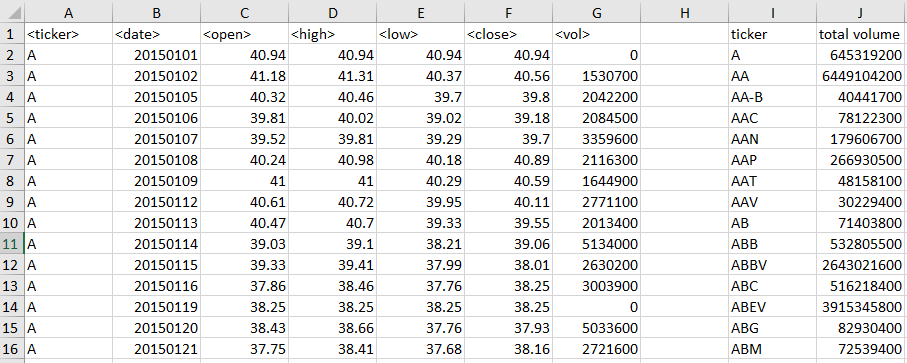 A B C D E F G H I J
1 <ticker> <date> <open> <high> <low> <close> <vol> ticker total volume
2 A 20150101 40.94 40.94 40.94 40.94 0 A 645319200
3 A 20150102 41.18 41.31 40.37 40.56 1530700 AA 6449104200
4 A 20150105 40.32 40.46 39.7 39.8 2042200 AA-B 40441700
5 A 20150106 39.81 40.02 39.02 39.18 2084500 AAC 78122300
6 A 20150107 39.52 39.81 39.29 39.7 3359600 AAN 179606700
7 A 20150108 40.24 40.98 40.18 40.89 2116300 AAP 266930500
8 A 20150109 41 41 40.29 40.59 1644900 AAT 48158100
9 A 20150112 40.61 40.72 39.95 40.11 2771100 AAV 30229400
10 A 20150113 40.47 40.7 39.33 39.55 2013400 AB 71403800
11 A 20150114 39.03 39.1 38.21 39.06 5134000 ABB 532805500
12 A 20150115 39.33 39.41 37.99 38.01 2630200 ABBV 2643021600
13 A 20150116 37.86 38.46 37.76 38.25 3003900 ABC 516218400
14 A 20150119 38.25 38.25 38.25 38.25 0 ABEV 3915345800
15 A 20150120 38.43 38.66 37.76 37.93 5033600 ABG 82930400
16 A 20150121 37.75 38.41 37.68 38.16 2721600 ABM 72539400